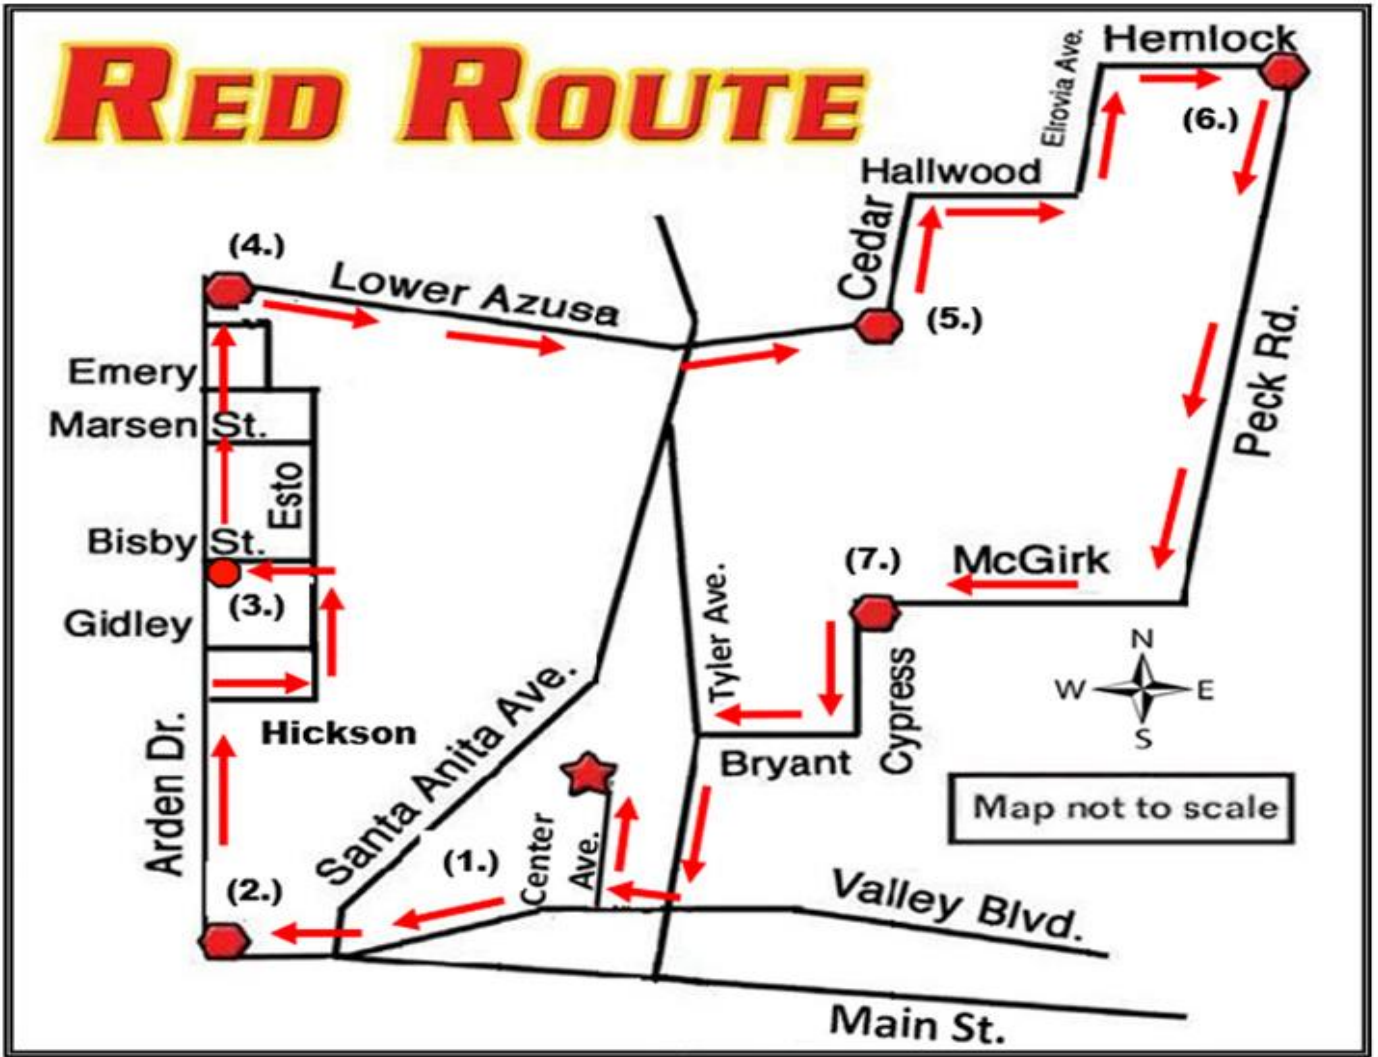 RED ROUTE
Hemlock
Elrovia Ave.
(6.)
Hallwood
Cedar
(4.)
Lower Azusa
(5.)
Peck Rd.
Emery
Marsen St.
Esto
Bisby St.
(3.)
Gidley
(7.)
McGirk
Tyler Ave.
N
W E
S
Cypress
Hickson
Arden Dr.
Santa Anita Ave.
Bryant
Map not to scale
Center
Ave.
(1.)
(2.)
Valley Blvd.
Main St.